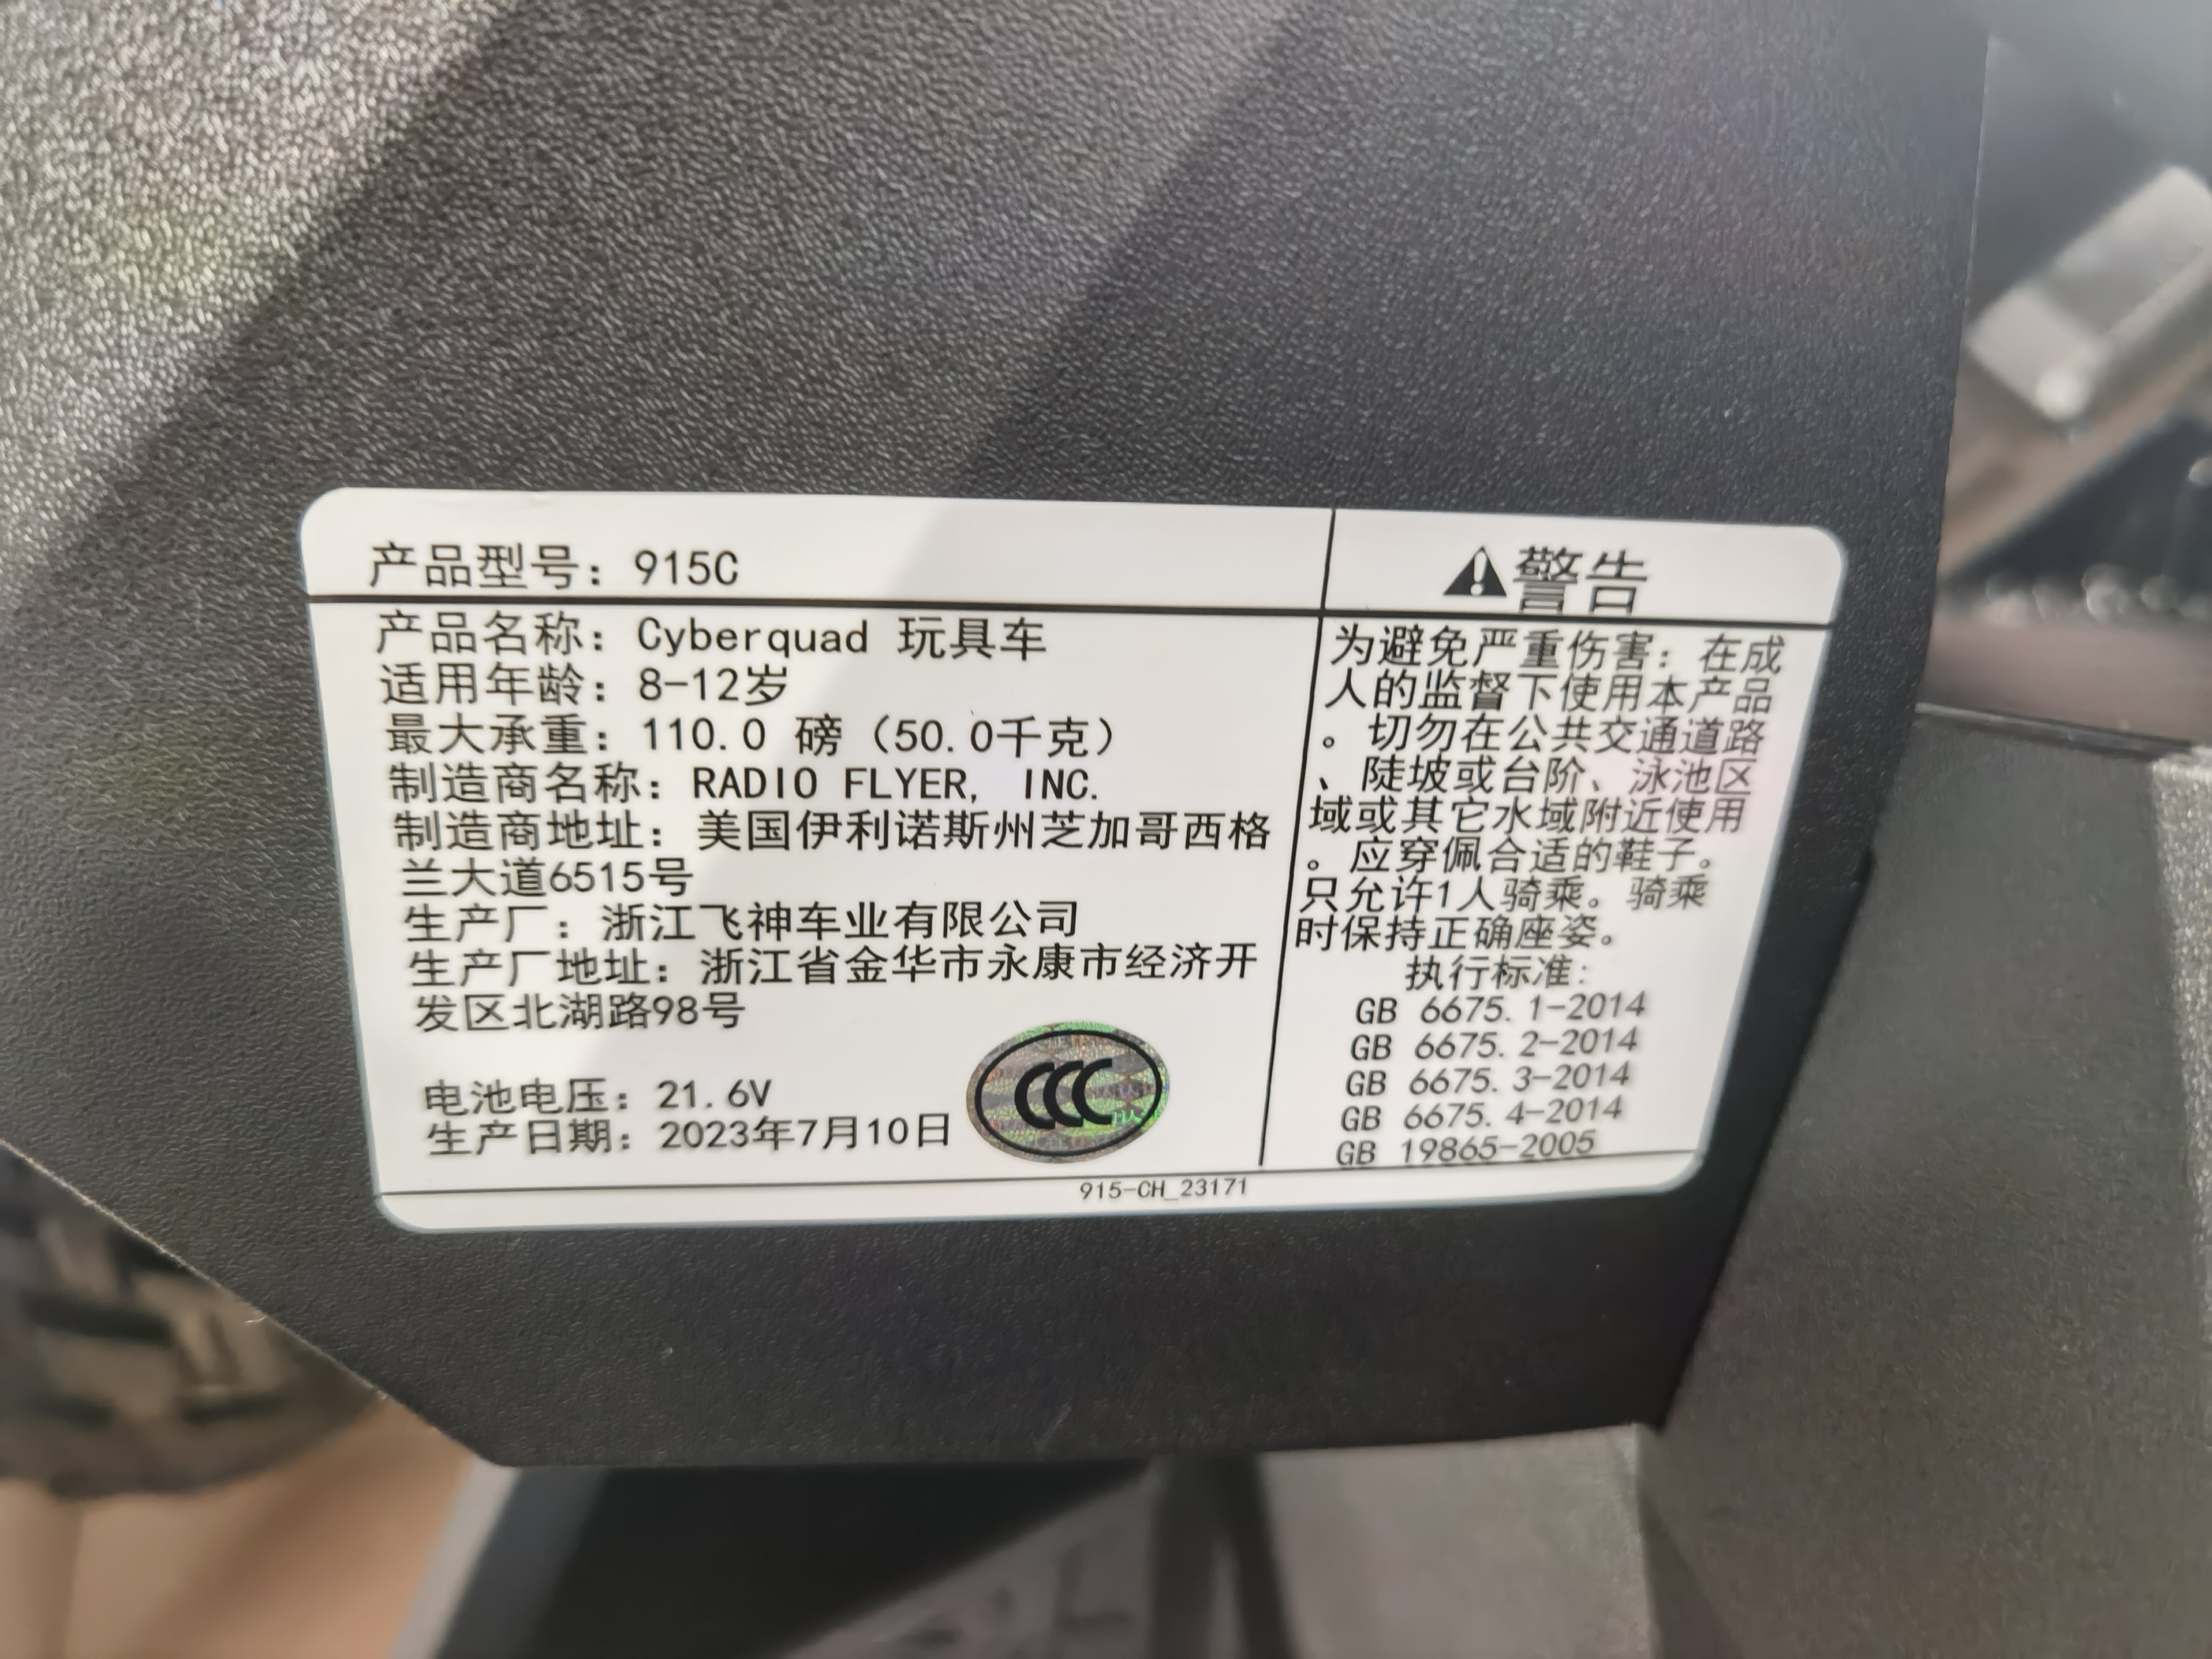 产品型号：915C
产品名称：Cyberquad 玩具车
适用年龄：8-12岁
最大承重：110.0 磅（50.0千克）
制造商名称：RADIO FLYER, INC.
制造商地址：美国伊利诺斯州芝加哥西格
兰大道6515号
生产厂：浙江飞神车业有限公司
生产厂地址：浙江省金华市永康市经济开
发区北湖路98号
电池电压：21.6V
生产日期：2023年7月10日
CCC
警告
为避免严重伤害：在成
人的监督下使用本产品
。切勿在公共交通道路
、陡坡或台阶、泳池区
域或其它水域附近使用
。应穿佩合适的鞋子。
只允许1人骑乘。骑乘
时保持正确座姿。
执行标准：
GB 6675.1-2014
GB 6675.2-2014
GB 6675.3-2014
GB 6675.4-2014
GB 19865-2005
915-CH_23171